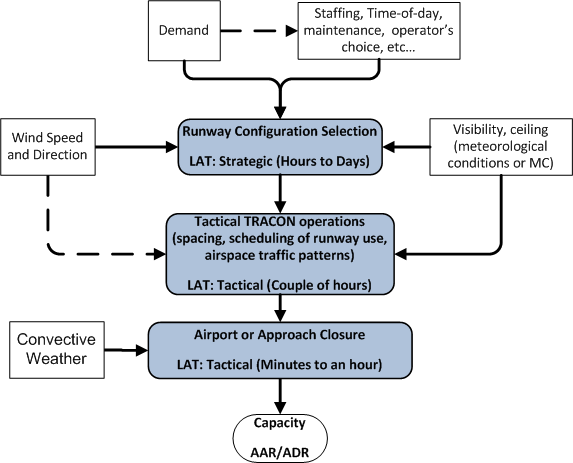 Demand
Staffing, Time-of-day,
maintenance, operator's
choice, etc...
Wind Speed
and Direction
Runway Configuration Selection
LAT: Strategic (Hours to Days)
Visibility, ceiling
(meteorological
conditions or MC)
Tactical TRACON operations
(spacing, scheduling of runway use,
airspace traffic patterns)
LAT: Tactical (Couple of hours)
Convective
Weather
Airport or Approach Closure
LAT: Tactical (Minutes to an hour)
Capacity
AAR/ADR